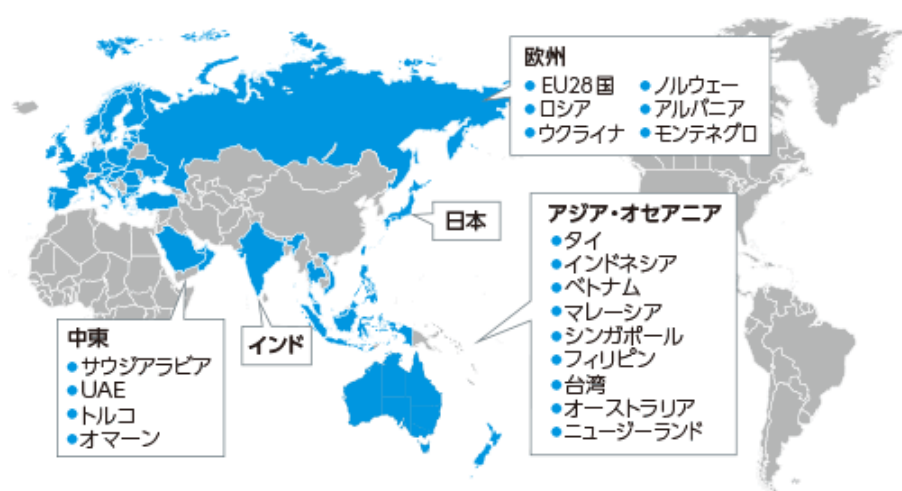 欧州
● EU28国 ● ノルウェー
● ロシア ● アルパニア
● ウクライナ ● モンテネグロ
日本
アジア・オセアニア
● タイ
● インドネシア
● ベトナム
● マレーシア
● シンガポール
● フィリピン
● 台湾
● オーストラリア
● ニュージーランド
インド
中東
● サウジアラビア
● UAE
● トルコ
● オマーン